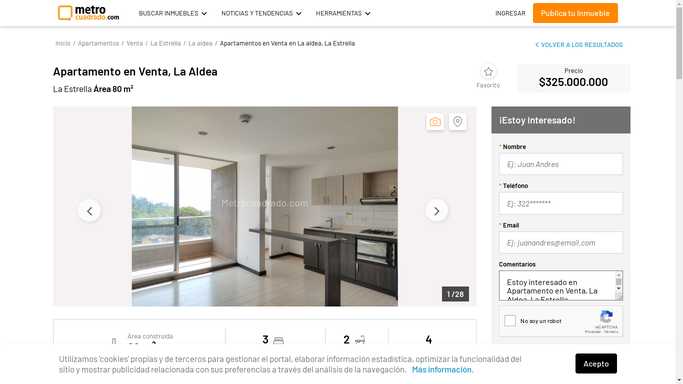 metro
cuadrado.com
BUSCAR INMUEBLES
NOTICIAS Y TENDENCIAS
HERRAMIENTAS
INGRESAR
Publica tu Inmueble
Inicio / Apartamentos / Venta / La Estrella / La aldea / Apartamentos en Venta en La aldea, La Estrella
VOLVER A LOS RESULTADOS
Apartamento en Venta, La Aldea
La Estrella Área 80 m²
Favorito
Precio
$325.000.000
Metrocuadrado.com
1 / 28
¡Estoy Interesado!
* Nombre
Ej: Juan Andres
* Teléfono
Ej: 322*******
* Email
Ej: juanandres@email.com
Comentarios
Estoy interesado en
Apartamento en Venta, La
Aldea, La Estrella
No soy un robot
reCAPTCHA
Privacidad - Términos
Área construida
3
2
4
Utilizamos 'cookies' propias y de terceros para gestionar el portal, elaborar información estadística, optimizar la funcionalidad del
sitio y mostrar publicidad relacionada con sus preferencias a través del análisis de la navegación. Más información.
Acepto